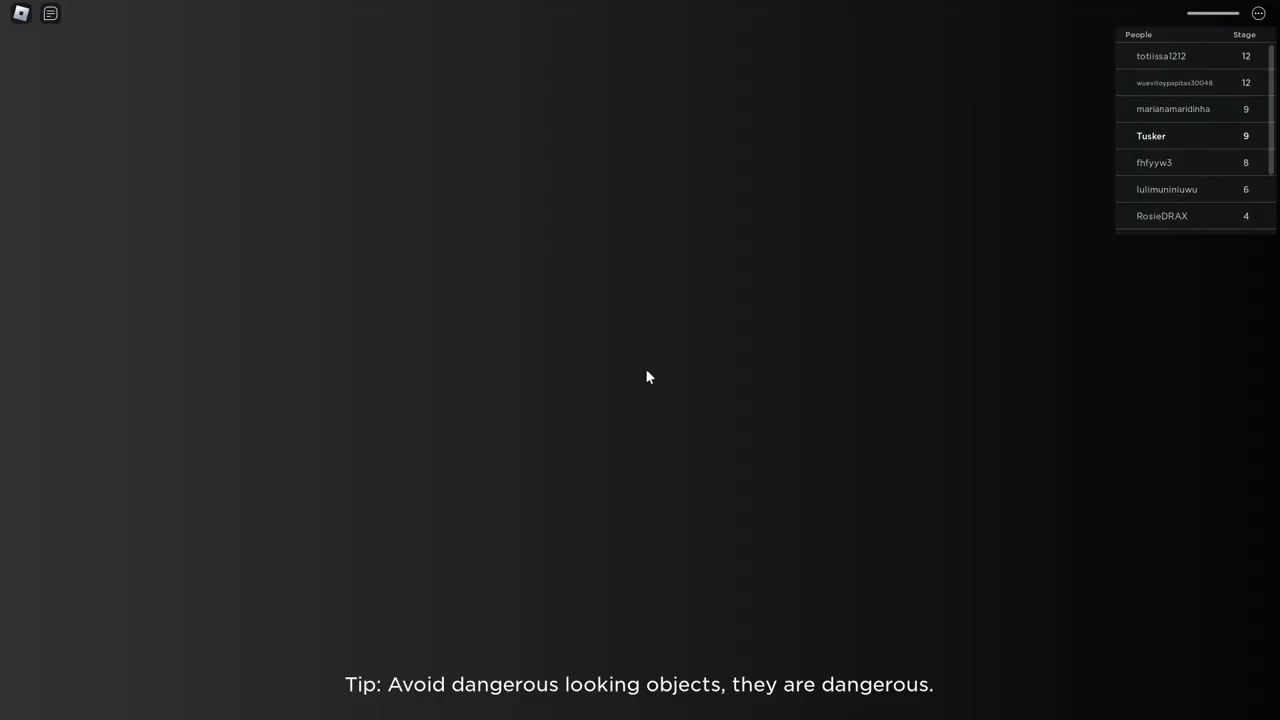 People Stage
totiissa1212 12
wuevitoypapitas30048 12
marianamaridinha 9
Tusker 9
fhfyyw3 8
lulimuniniuwu 6
RosieDRAX 4
Tip: Avoid dangerous looking objects, they are dangerous.